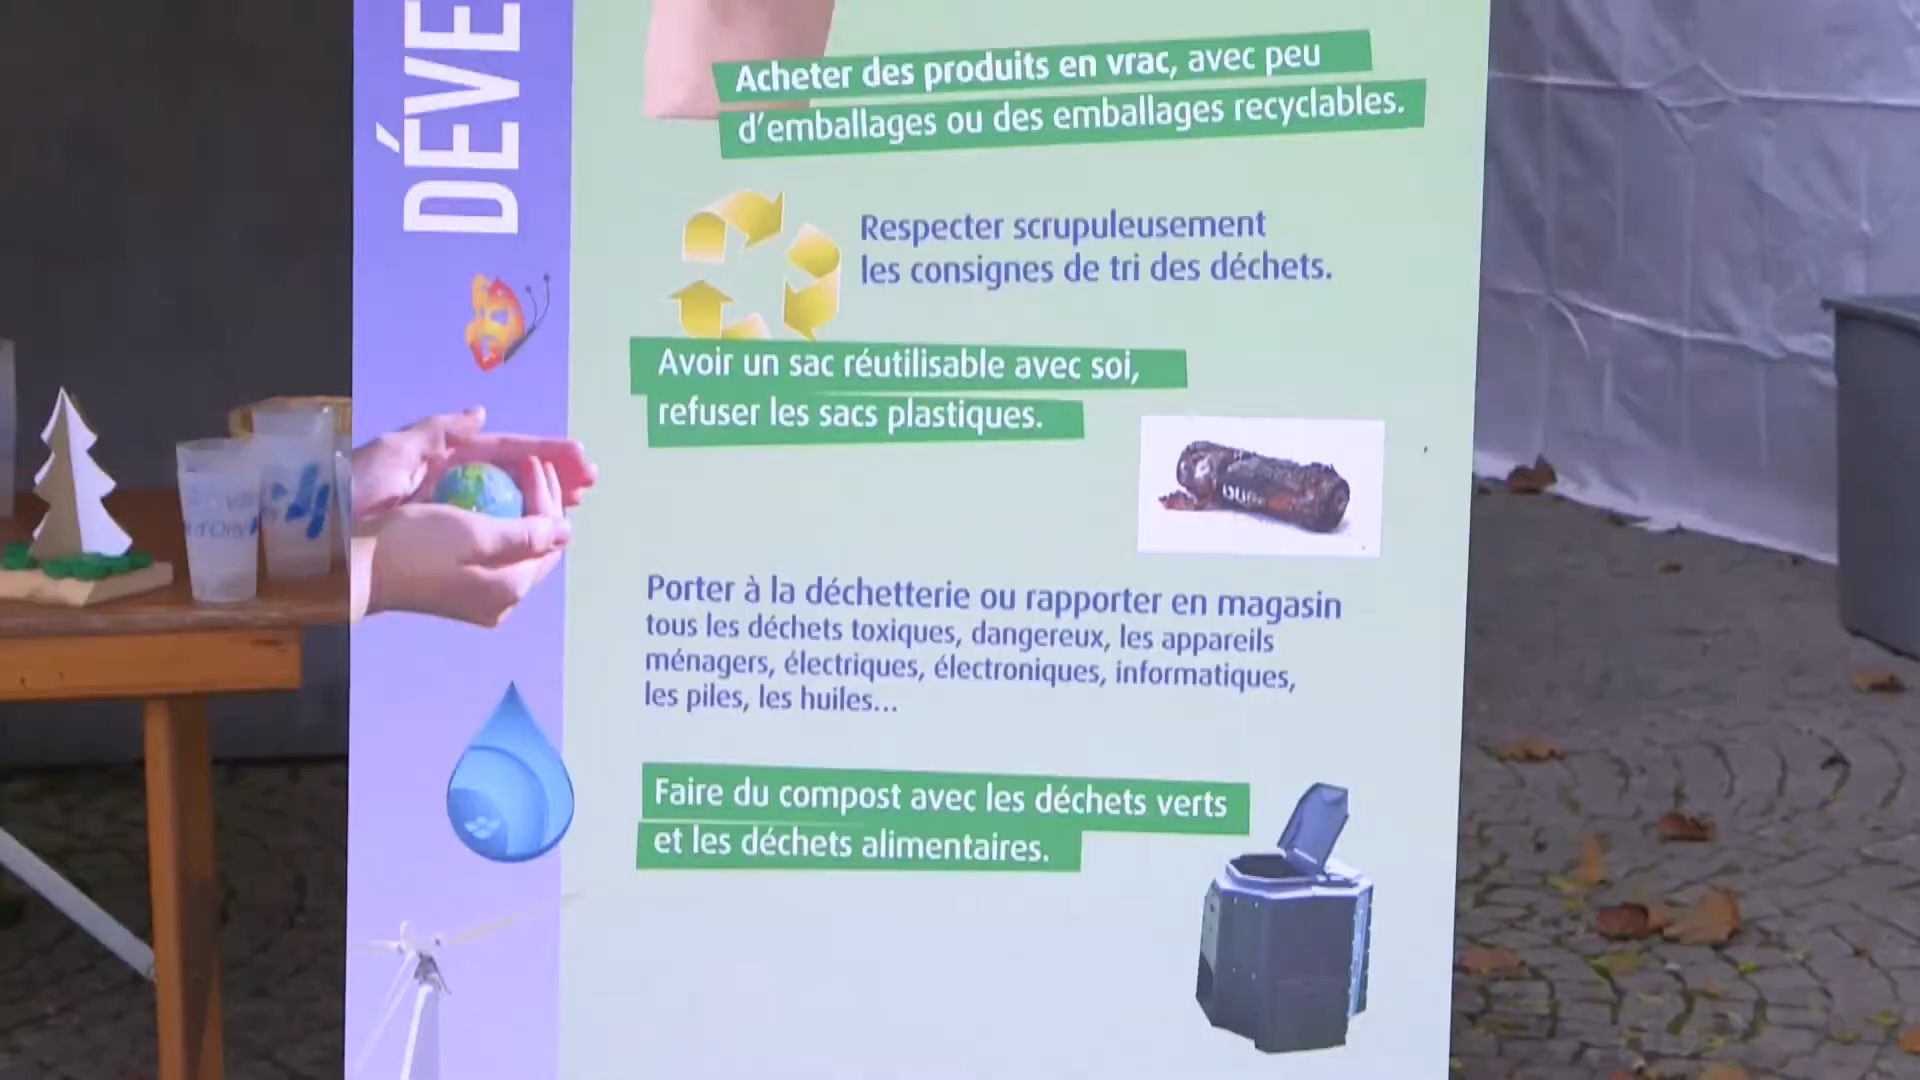 DÉVE
Acheter des produits en vrac, avec peu
d'emballages ou des emballages recyclables.
Respecter scrupuleusement
les consignes de tri des déchets.
Avoir un sac réutilisable avec soi,
refuser les sacs plastiques.
Porter à la déchetterie ou rapporter en magasin
tous les déchets toxiques, dangereux, les appareils
ménagers, électriques, électroniques, informatiques,
les piles, les huiles...
Faire du compost avec les déchets verts
et les déchets alimentaires.